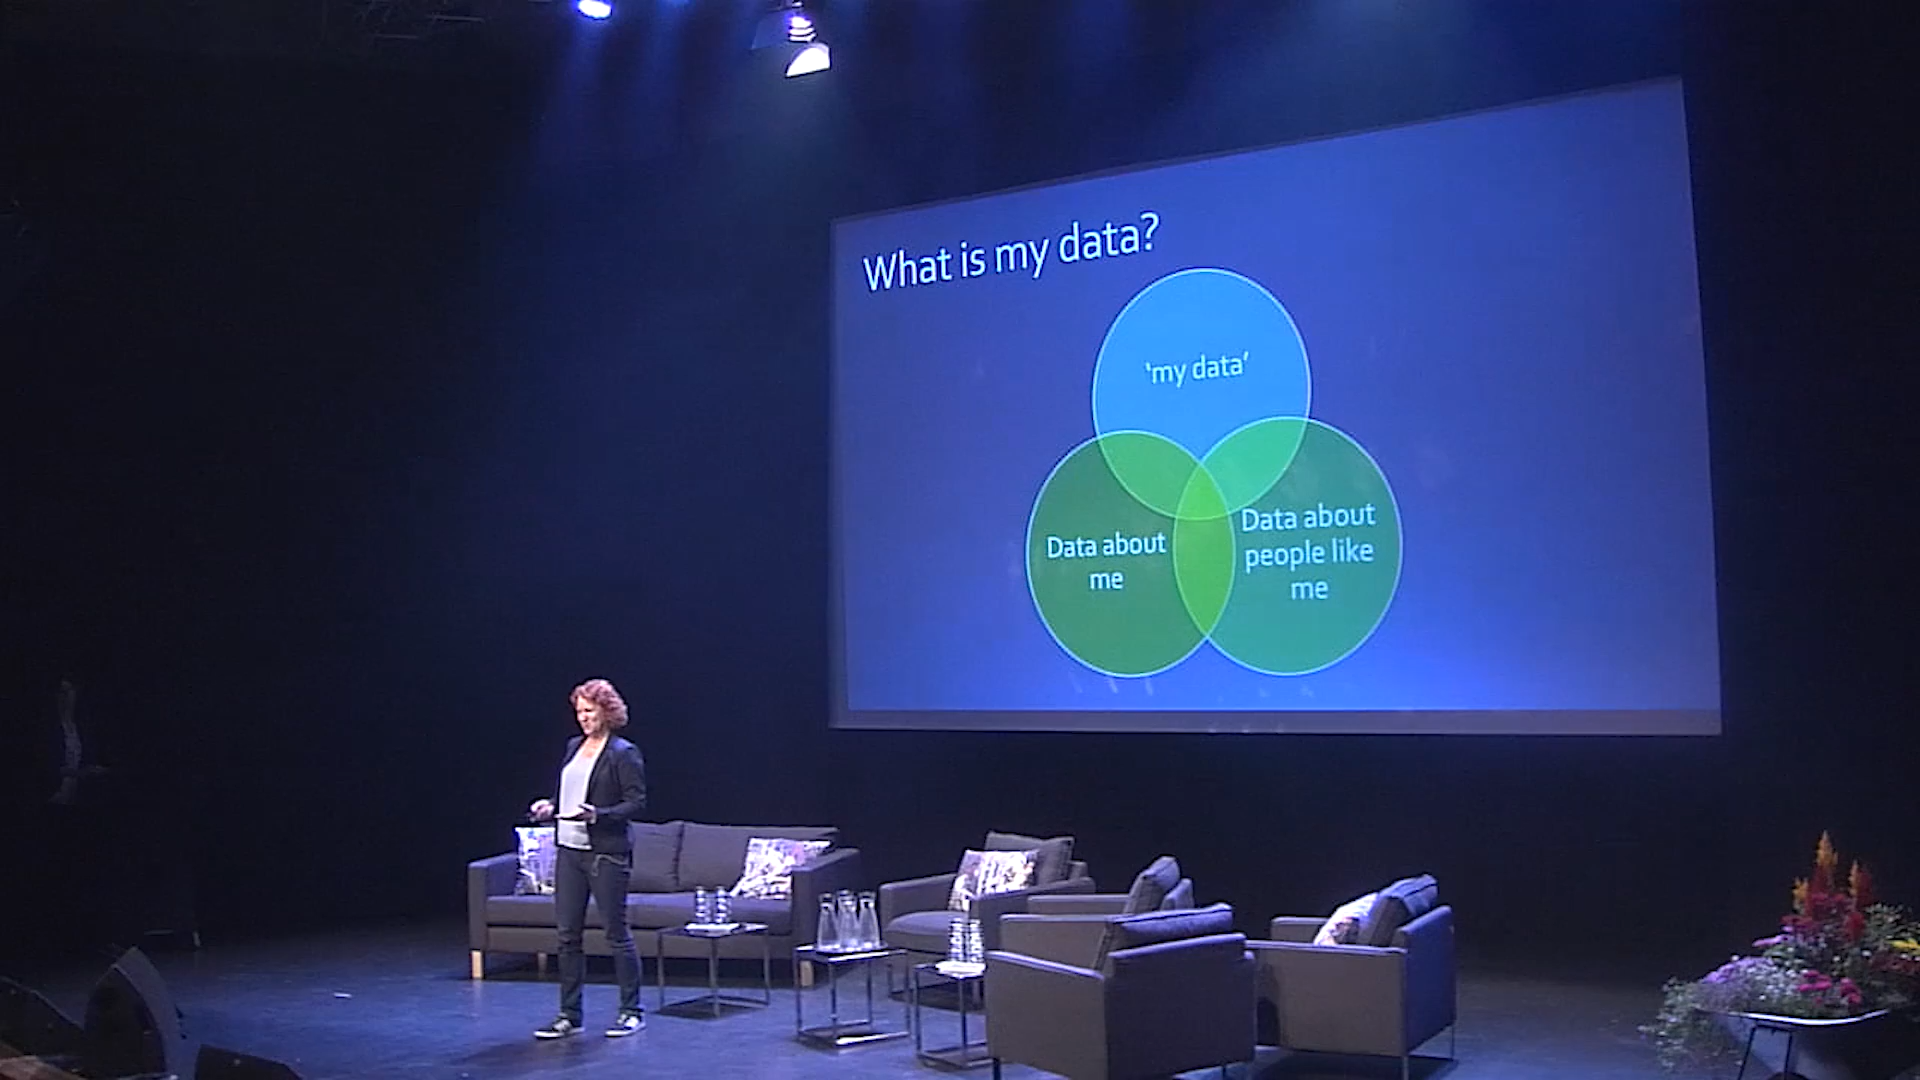 What is my data?
‘my data’
Data about
me
Data about
people like
me